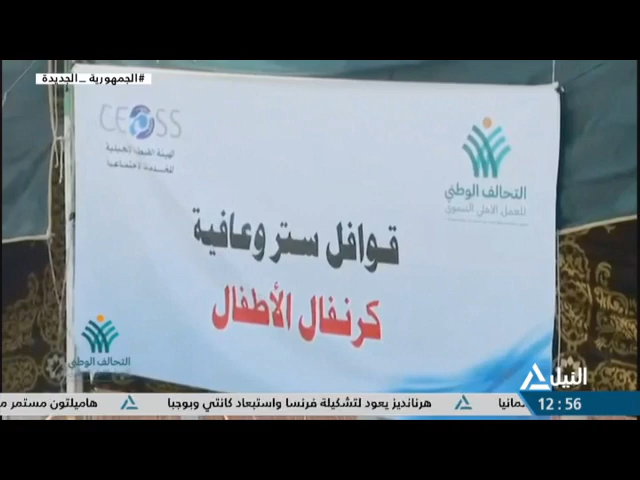 #الجمهورية_الجديدة
CEOSS
الهيئة القبطية الإنجيلية
للخدمات الاجتماعية
التحالف الوطني
للعمل الأهلي التنموي
قوافل ستر وعافية
كرنفال الأطفال
التحالف الوطني
النيل
12:56
هرنانديز يعود لتشكيلة فرنسا واستبعاد كانتي وبوجبا
هاميلتون مستمر